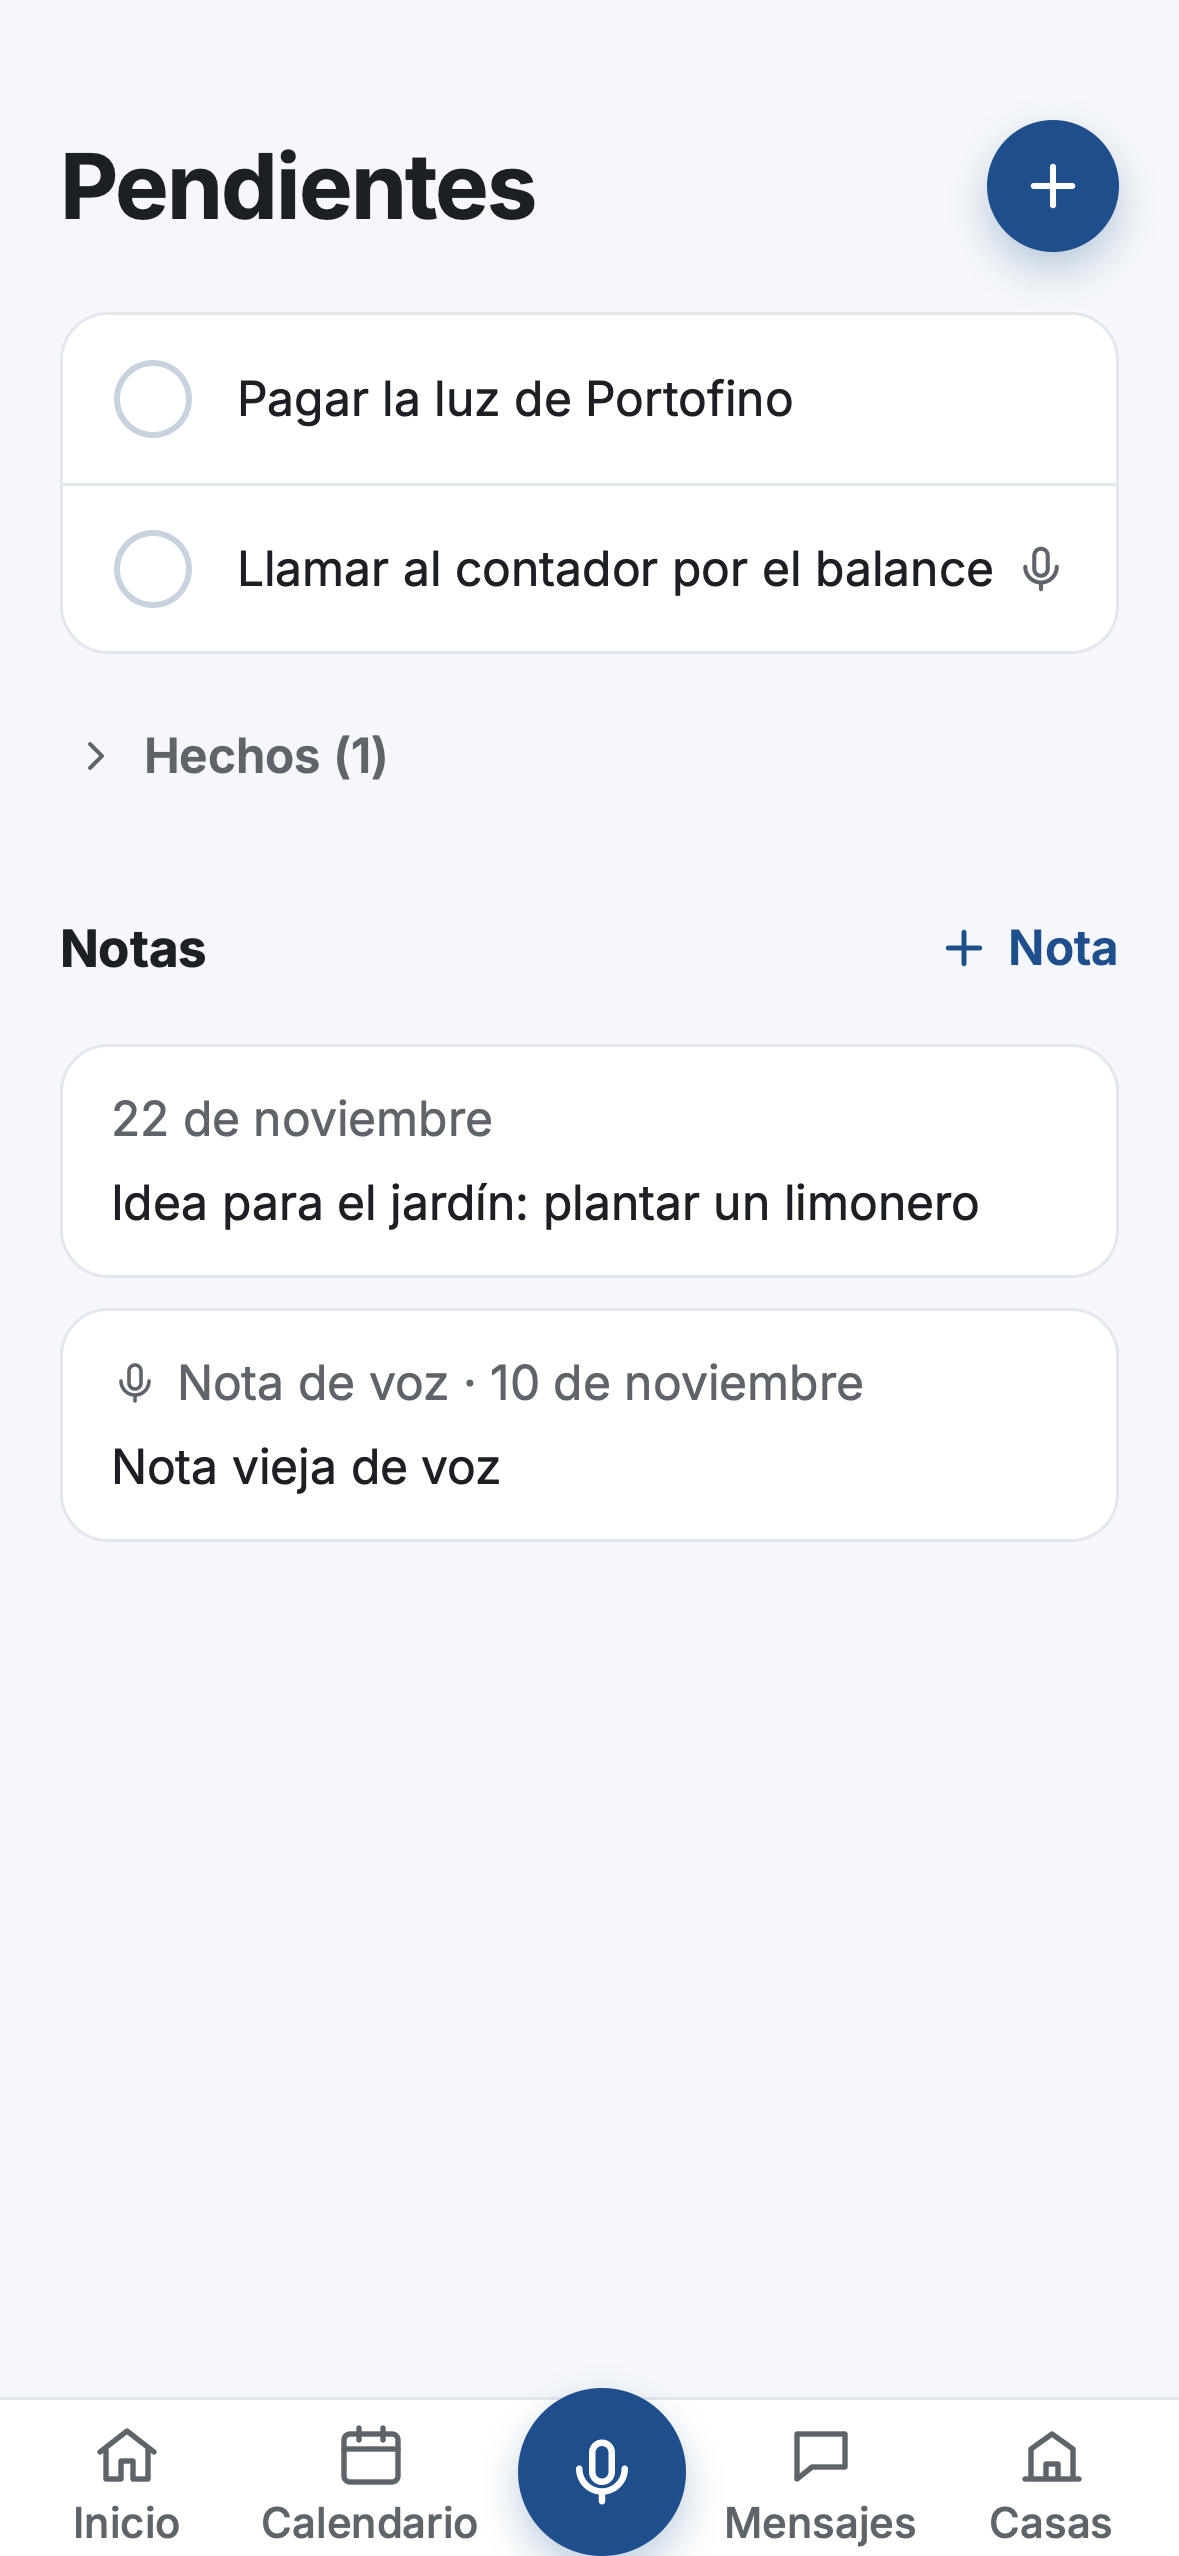 Pendientes
Pagar la luz de Portofino
Llamar al contador por el balance
Hechos (1)
Notas
+ Nota
22 de noviembre
Idea para el jardín: plantar un limonero
Nota de voz · 10 de noviembre
Nota vieja de voz
Inicio
Calendario
Mensajes
Casas